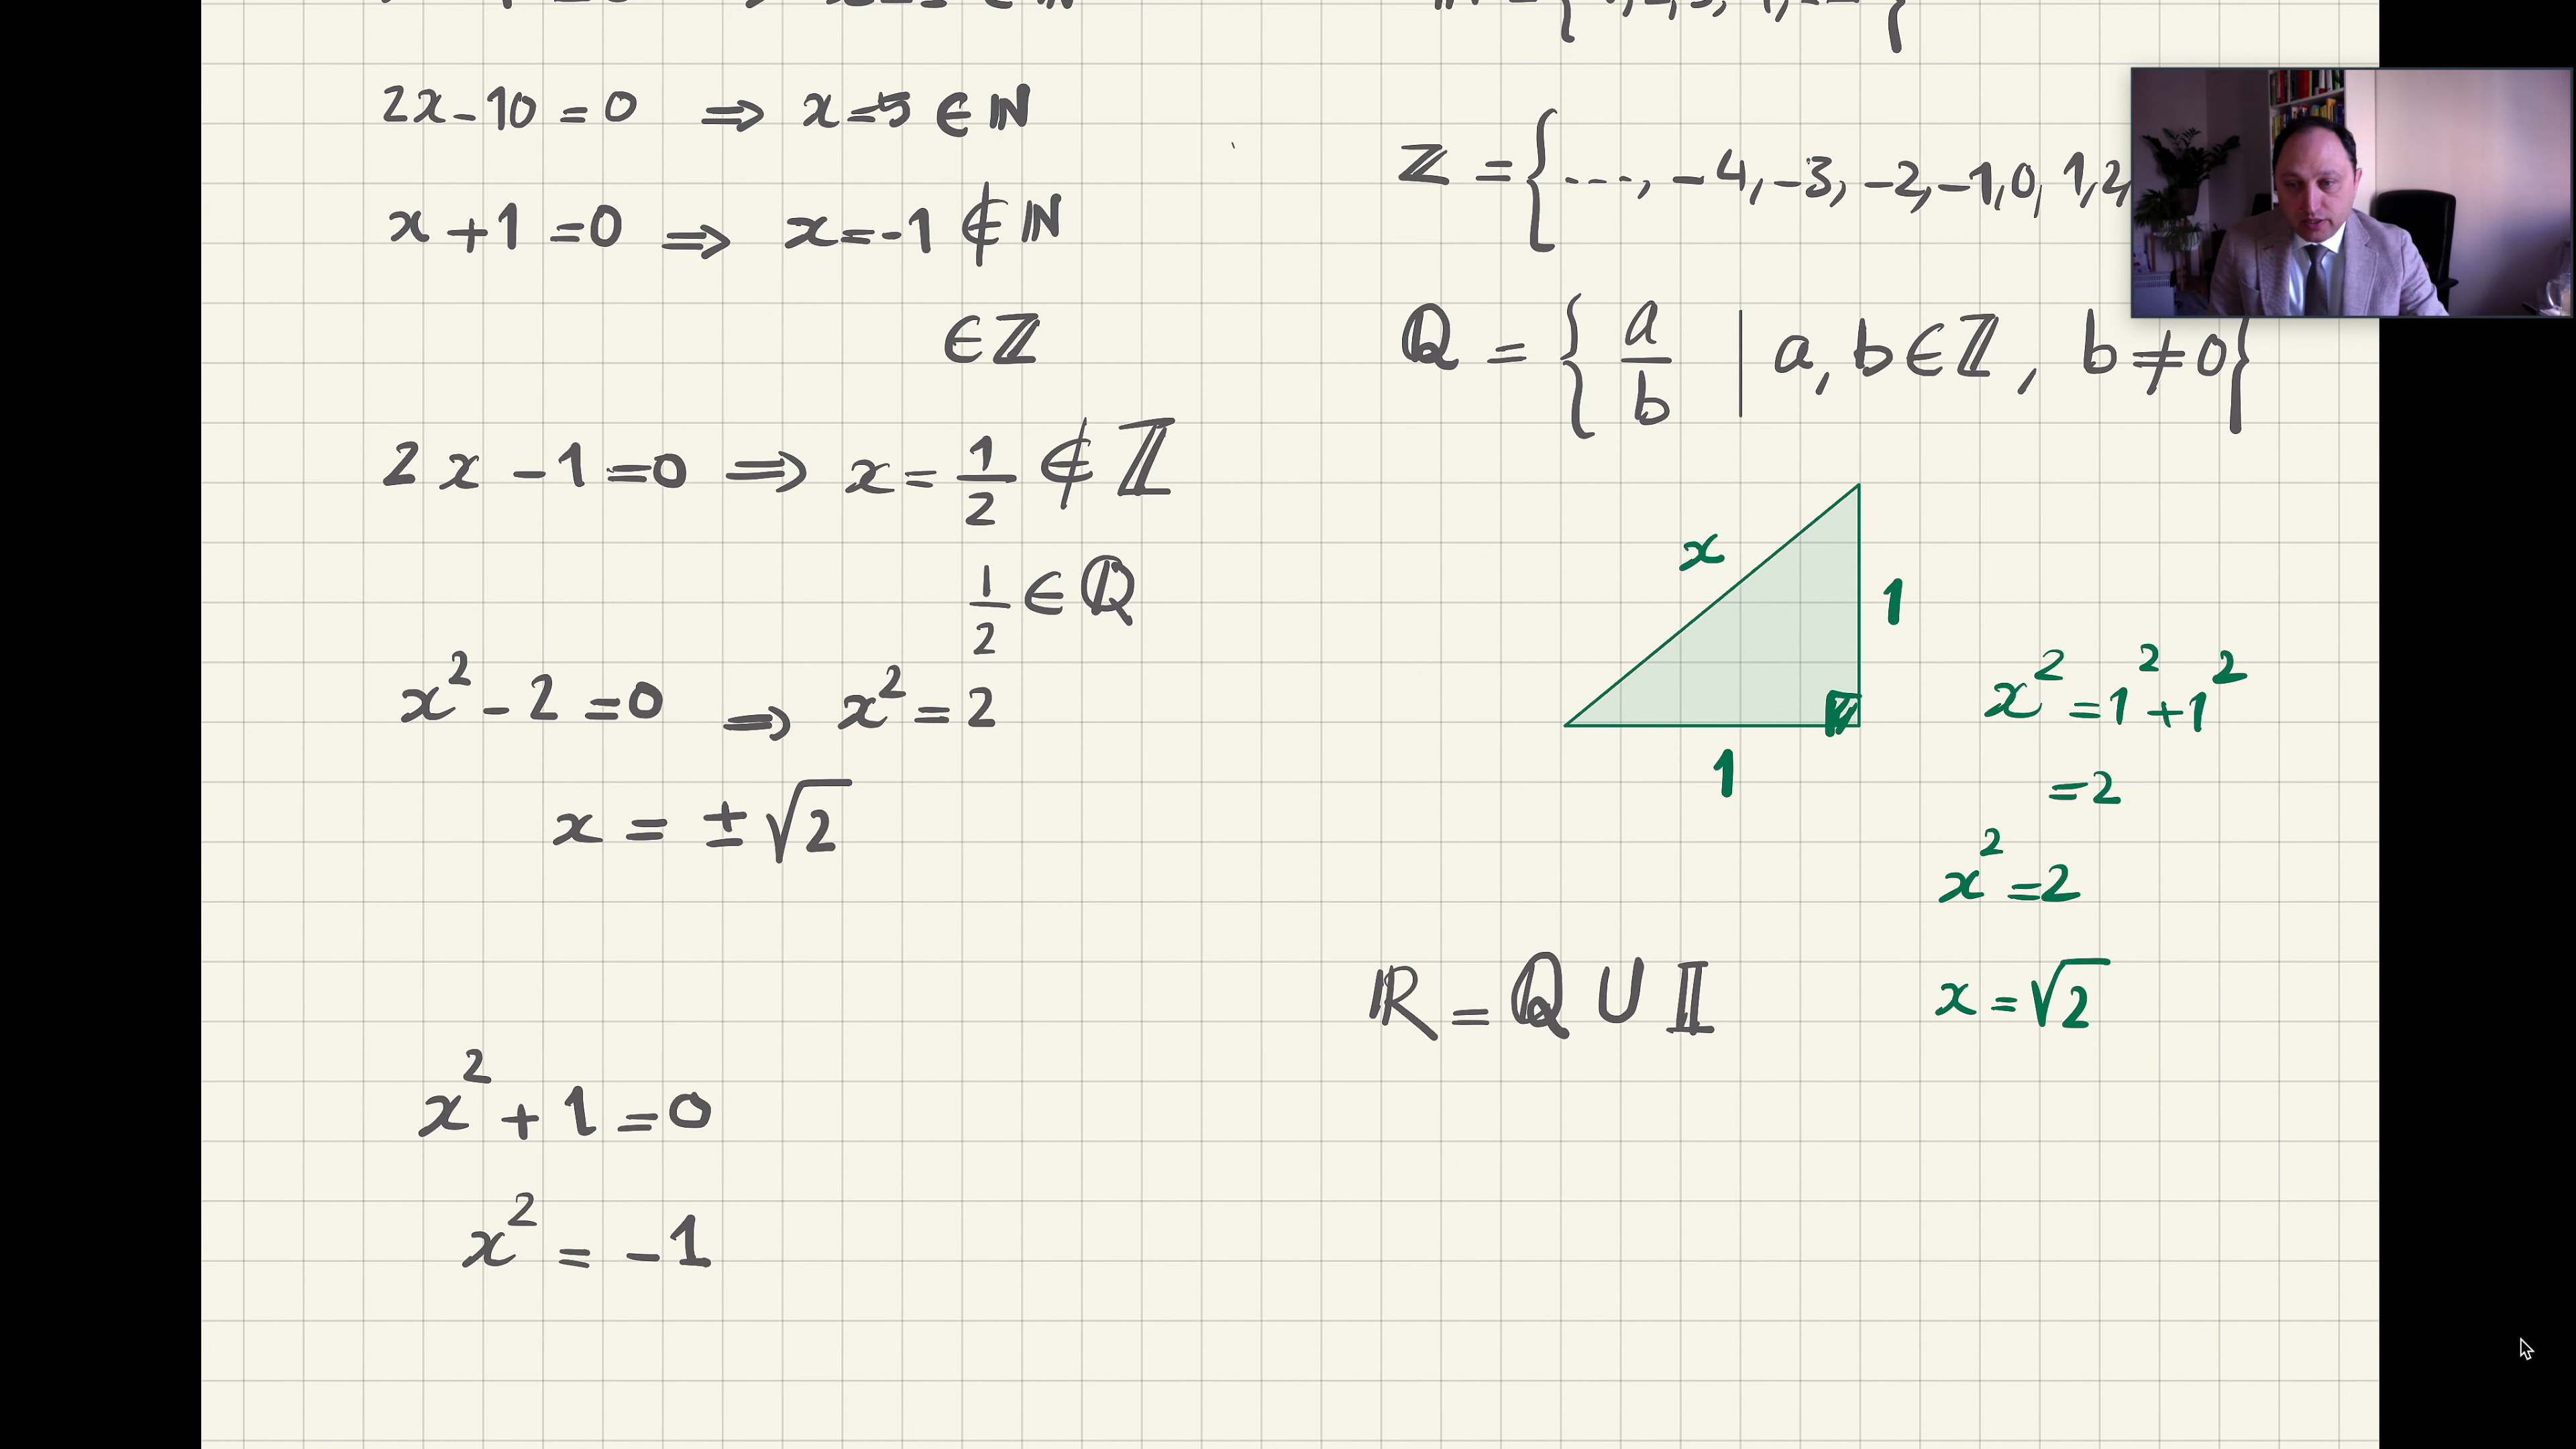 2x - 10 = 0 ⇒ x = 5 ∈ ℕ
x + 1 = 0 ⇒ x = -1 ∉ ℕ
∈ ℤ
2x - 1 = 0 ⇒ x = 1/2 ∉ ℤ
1/2 ∈ ℚ
x² - 2 = 0 ⇒ x² = 2
x = ± √2
x² + 1 = 0
x² = -1
ℤ = { ---, -4, -3, -2, -1, 0, 1, 2,
ℚ = { a/b | a, b ∈ ℤ, b ≠ 0 }
x
1
1
x² = 1² + 1²
= 2
x² = 2
x = √2
ℝ = ℚ ∪ 𝕀